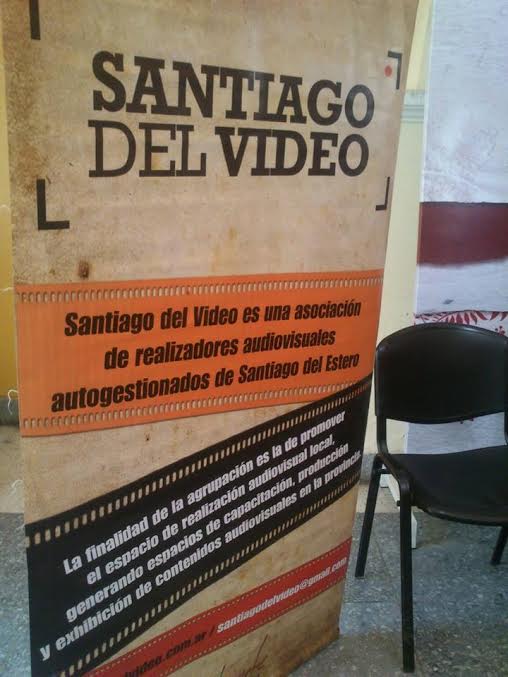 SANTIAGO
DEL VIDEO
Santiago del Video es una asociación
de realizadores audiovisuales
autogestionados de Santiago del Estero
La finalidad de la agrupación es la de promover
el espacio de realización audiovisual local,
generando espacios de capacitación, producción
y exhibición de contenidos audiovisuales en la provincia.
/ santiagodelvideo@gmail.com